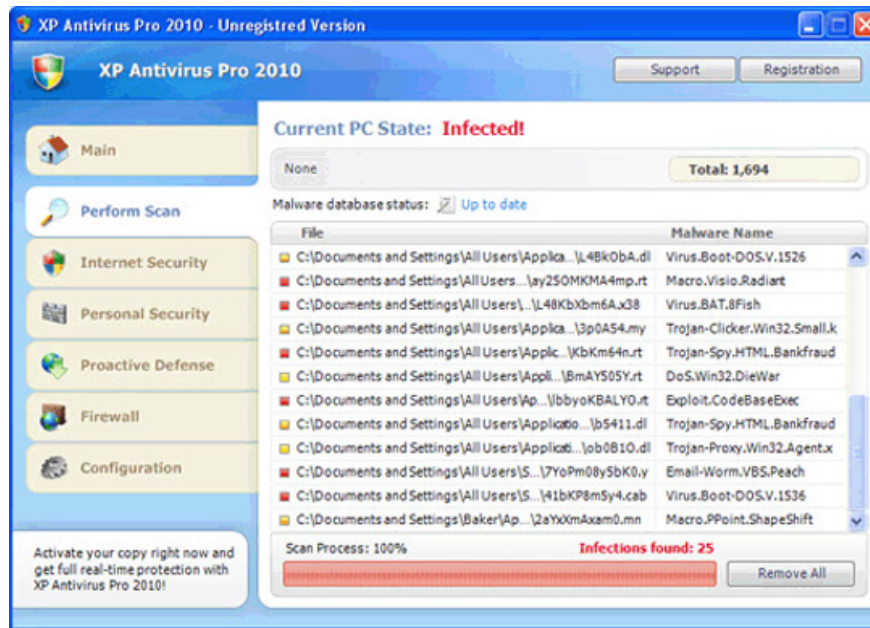 XP Antivirus Pro 2010 - Unregistred Version
XP Antivirus Pro 2010
Support
Registration
Main
Perform Scan
Internet Security
Personal Security
Proactive Defense
Firewall
Configuration
Activate your copy right now and
get full real-time protection with
XP Antivirus Pro 2010!
Current PC State: Infected!
None
Total: 1,694
Malware database status: Up to date
File Malware Name
C:\Documents and Settings\All Users\Applica...\L4BkObA.dl Virus.Boot-DOS.V.1526
C:\Documents and Settings\AllUsers...\ay25OMKMA4mp.rt Macro.Visio.Radiant
C:\Documents and Settings\All Users\...\L48KbXbm6A.x38 Virus.BAT.8Fish
C:\Documents and Settings\All Users\Applica...\3p0A54.my Trojan-Clicker.Win32.Small.k
C:\Documents and Settings\All Users\Applic...\KbKm64n.rt Trojan-Spy.HTML.Bankfraud
C:\Documents and Settings\All Users\Appli...\BmAY505Y.rt DoS.Win32.DieWar
C:\Documents and Settings\All Users\Ap...\lbbyoKBALYO.rt Exploit.CodeBaseExec
C:\Documents and Settings\All Users\Applicatio...\b5411.dl Trojan-Spy.HTML.Bankfraud
C:\Documents and Settings\All Users\Applicati...\ob0B1O.dl Trojan-Proxy.Win32.Agent.x
C:\Documents and Settings\All Users\S...\7YoPm08y5bK0.y Email-Worm.VBS.Peach
C:\Documents and Settings\All Users\S...\41bKP8m5y4.cab Virus.Boot-DOS.V.1536
C:\Documents and Settings\Baker\Ap...\2aYxXmAxam0.mn Macro.PPoint.ShapeShift
Scan Process: 100%
Infections found: 25
Remove All